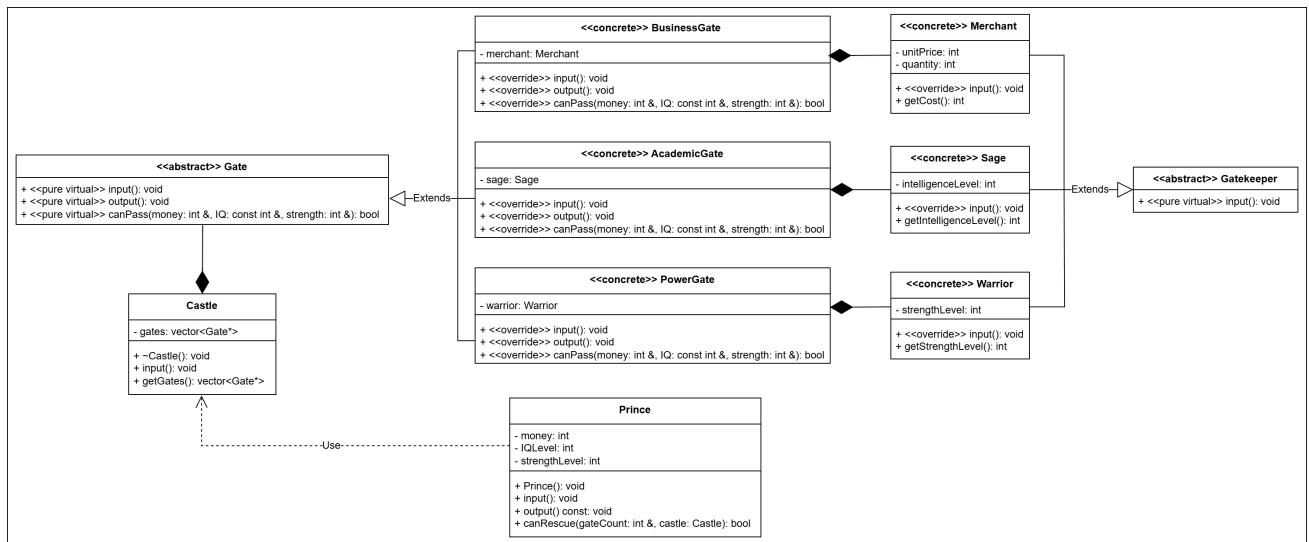 <<concrete>> BusinessGate
- merchant: Merchant
+ <<override>> input(): void
+ <<override>> output(): void
+ <<override>> canPass(money: int &, IQ: const int &, strength: int &): bool
<<concrete>> Merchant
- unitPrice: int
- quantity: int
+ <<override>> input(): void
+ getCost(): int
<<abstract>> Gate
+ <<pure virtual>> input(): void
+ <<pure virtual>> output(): void
+ <<pure virtual>> canPass(money: int &, IQ: const int &, strength: int &): bool
Extends
<<concrete>> AcademicGate
- sage: Sage
+ <<override>> input(): void
+ <<override>> output(): void
+ <<override>> canPass(money: int &, IQ: const int &, strength: int &): bool
<<concrete>> Sage
- intelligenceLevel: int
+ <<override>> input(): void
+ getIntelligenceLevel(): int
Extends
<<abstract>> Gatekeeper
+ <<pure virtual>> input(): void
<<concrete>> PowerGate
- warrior: Warrior
+ <<override>> input(): void
+ <<override>> output(): void
+ <<override>> canPass(money: int &, IQ: const int &, strength: int &): bool
<<concrete>> Warrior
- strengthLevel: int
+ <<override>> input(): void
+ getStrengthLevel(): int
Castle
- gates: vector<Gate*>
+ ~Castle(): void
+ input(): void
+ getGates(): vector<Gate*>
Use
Prince
- money: int
- IQLevel: int
- strengthLevel: int
+ Prince(): void
+ input(): void
+ output() const: void
+ canRescue(gateCount: int &, castle: Castle): bool